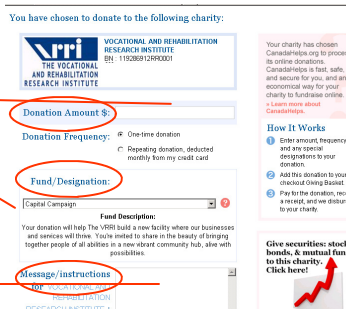 You have chosen to donate to the following charity:
vrri
THE VOCATIONAL
AND REHABILITATION
RESEARCH INSTITUTE
VOCATIONAL AND REHABILITATION
RESEARCH INSTITUTE
BN : 119286912RR0001
Donation Amount $:
Donation Frequency:
One-time donation
Repeating donation, deducted
monthly from my credit card
Fund/Designation:
Capital Campaign
Fund Description:
Your donation will help The VRRI build a new facility where our businesses
and services will thrive. You're invited to share in the beauty of bringing
together people of all abilities in a new vibrant community hub, alive with
possibilities.
Message/instructions
for VOCATIONAL AND
REHABILITATION
RESEARCH INSTITUTE
Your charity has chosen
CanadaHelps.org to
its online donations.
CanadaHelps is fast, safe,
and secure for you, and
economical way for your
charity to fundraise online.
» Learn more about
CanadaHelps.
How It Works
1 Enter amount, frequency
and any special
designations to your
donation.
2 Add this donation to your
checkout Giving Basket
3 Pay for the donation,
a receipt, and we
to your charity.
Give securities:
bonds, & mutual
to this charity.
Click here!